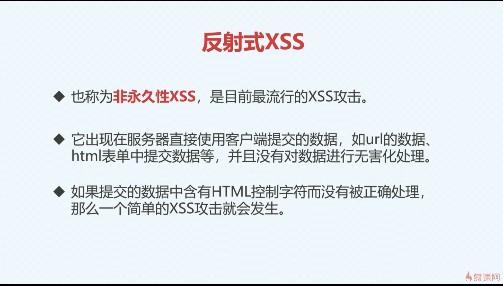 反射式XSS
◆ 也称为非永久性XSS，是目前最流行的XSS攻击。
◆ 它出现在服务器直接使用客户端提交的数据，如url的数据、
html表单中提交数据等，并且没有对数据进行无害化处理。
◆ 如果提交的数据中含有HTML控制字符而没有被正确处理，
那么一个简单的XSS攻击就会发生。
慕课网